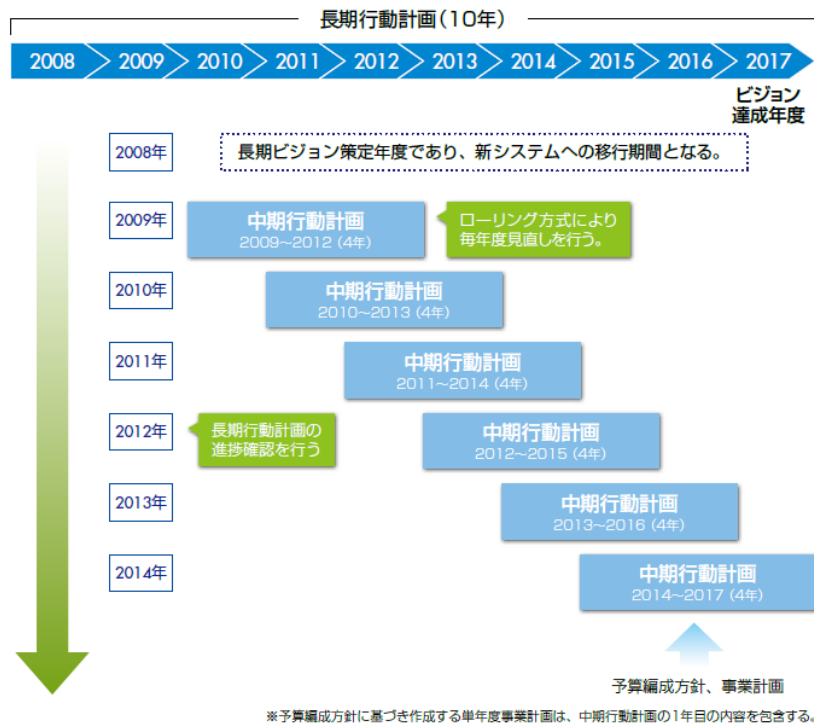 長期行動計画(10年)
2008 2009 2010 2011 2012 2013 2014 2015 2016 2017
ビジョン
達成年度
2008年
長期ビジョン策定年度であり、新システムへの移行期間となる。
2009年
中期行動計画
2009〜2012(4年)
ローリング方式により
毎年度見直しを行う。
2010年
中期行動計画
2010〜2013(4年)
2011年
中期行動計画
2011〜2014(4年)
2012年
長期行動計画の
進捗確認を行う
中期行動計画
2012〜2015(4年)
2013年
中期行動計画
2013〜2016(4年)
2014年
中期行動計画
2014〜2017(4年)
予算編成方針、事業計画
※予算編成方針に基づき作成する単年度事業計画は、中期行動計画の1年目の内容を包含する。